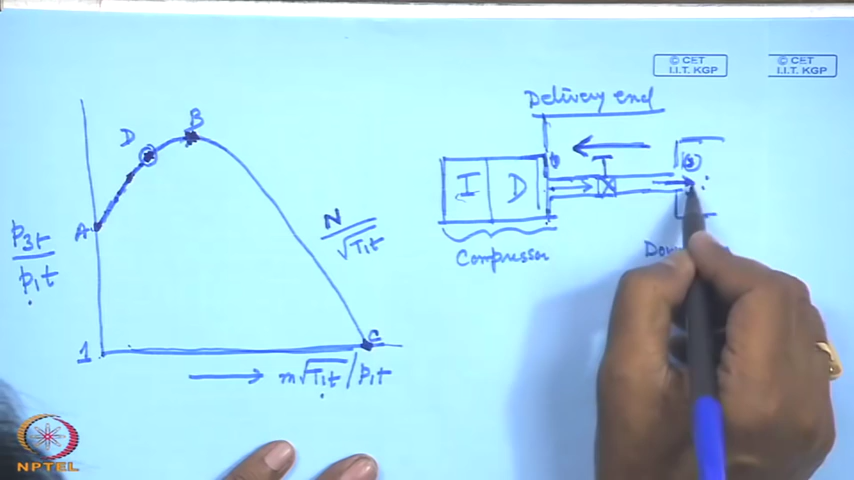 © CET
I.I.T. KGP
© CET
I.I.T. KGP
Delivery end
B
D
A
P3t
/
P1t
N
/
√T1t
I
D
T
Compressor
C
1
m√T1t / P1t
NPTEL